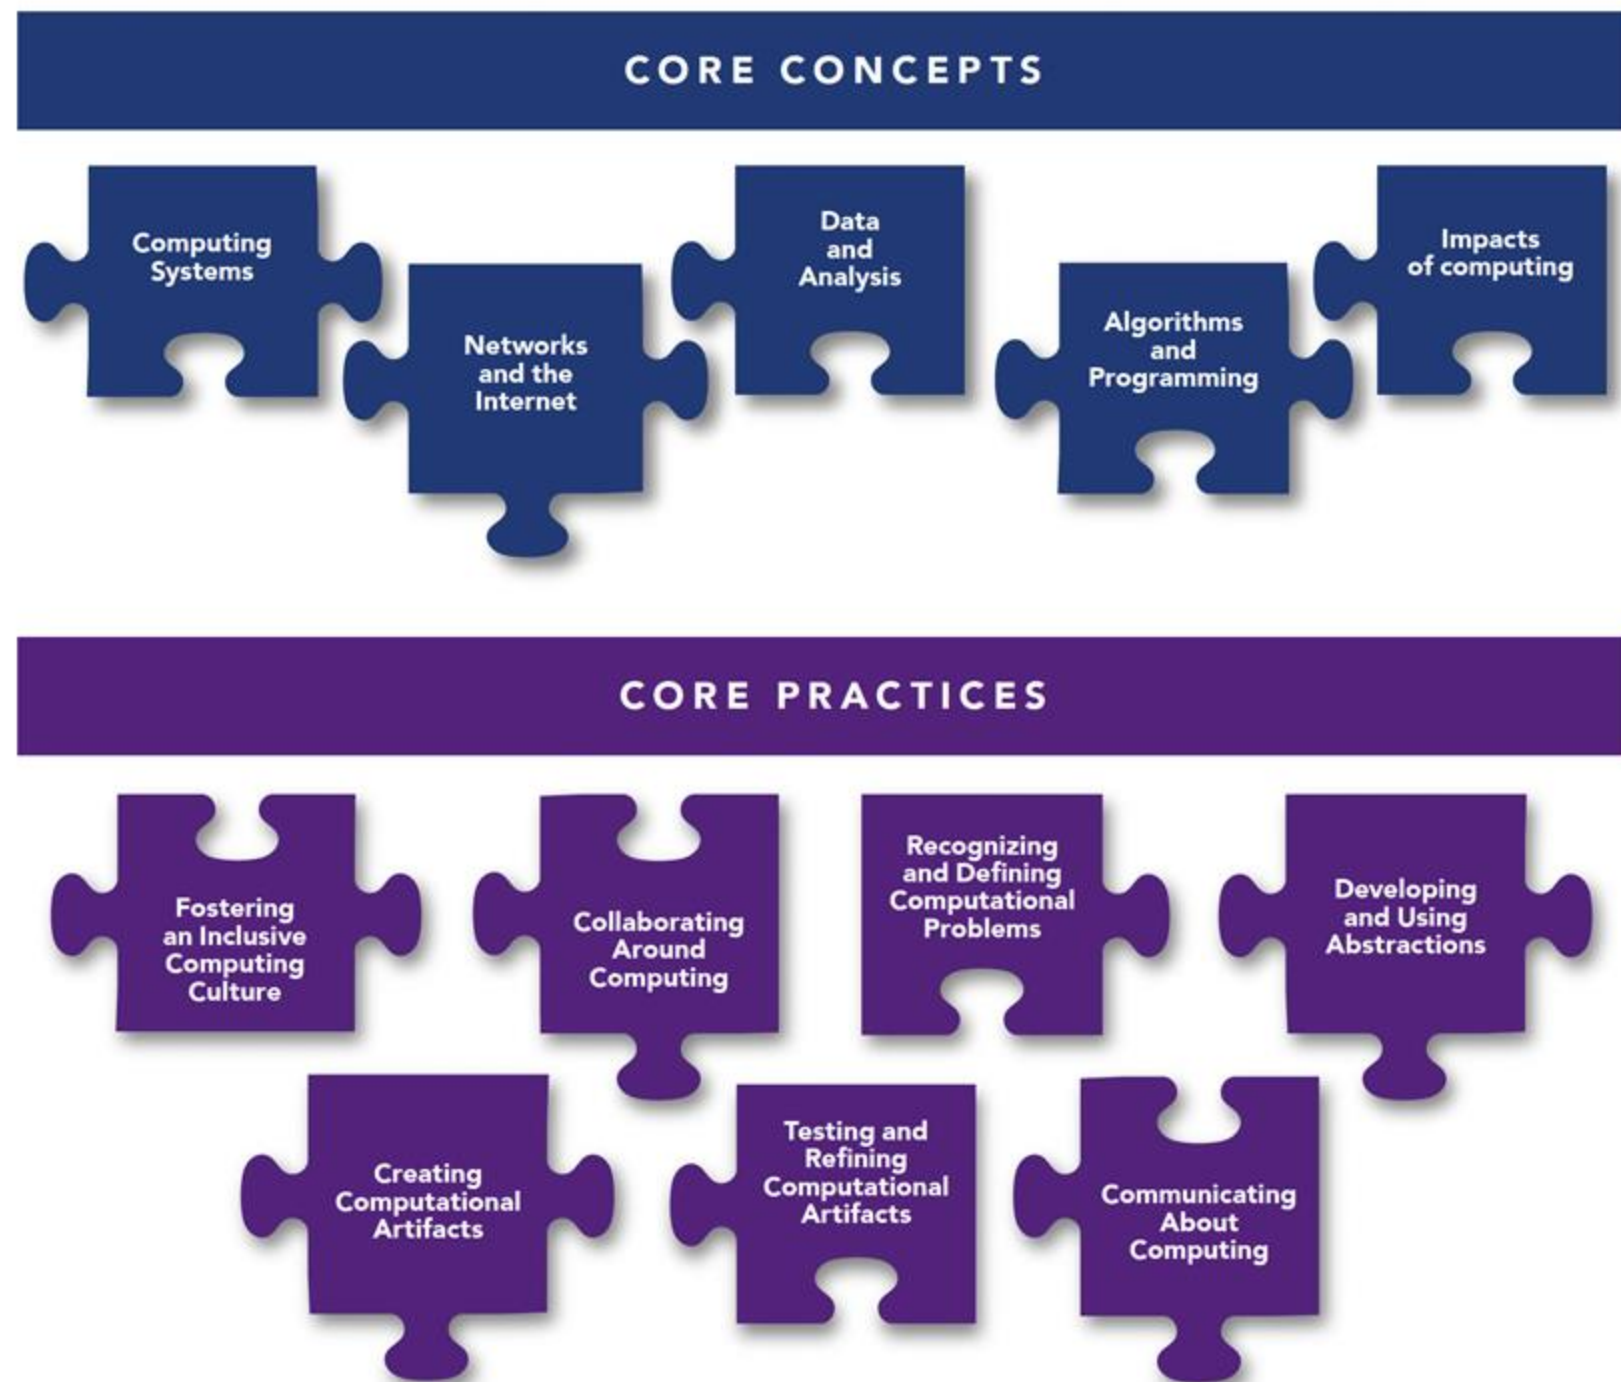 CORE CONCEPTS
Computing
Systems
Networks
and the
Internet
Data
and
Analysis
Algorithms
and
Programming
Impacts
of computing
CORE PRACTICES
Fostering
an Inclusive
Computing
Culture
Collaborating
Around
Computing
Recognizing
and Defining
Computational
Problems
Developing
and Using
Abstractions
Creating
Computational
Artifacts
Testing and
Refining
Computational
Artifacts
Communicating
About
Computing